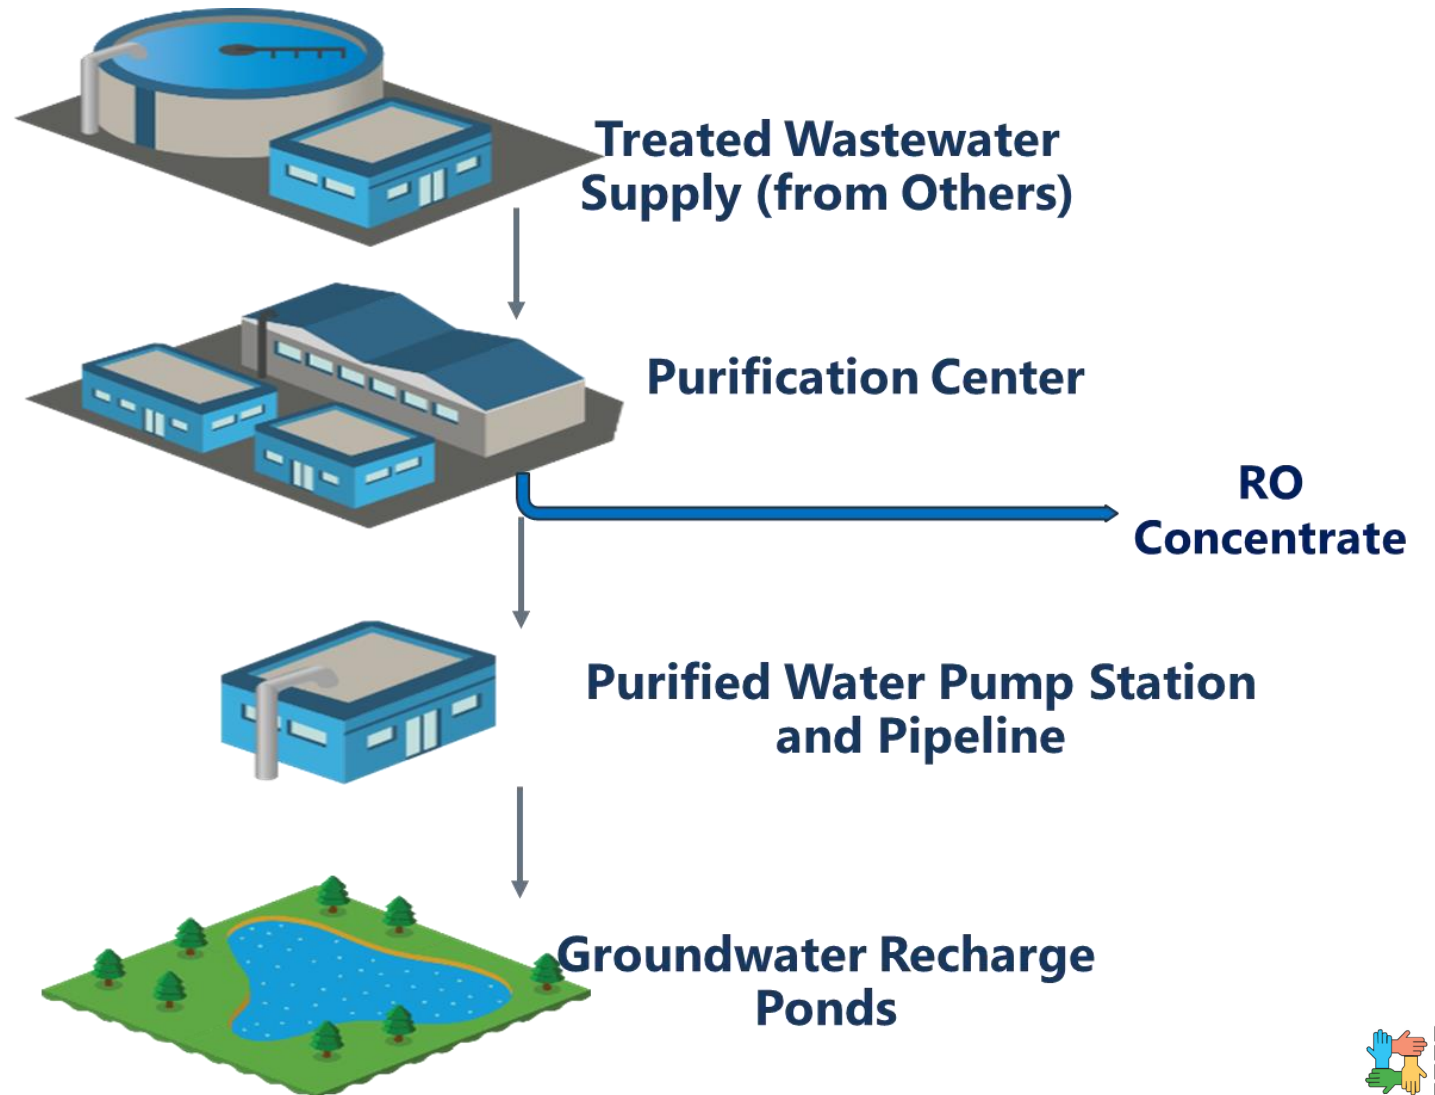 Treated Wastewater
Supply (from Others)
Purification Center
RO
Concentrate
Purified Water Pump Station
and Pipeline
Groundwater Recharge
Ponds